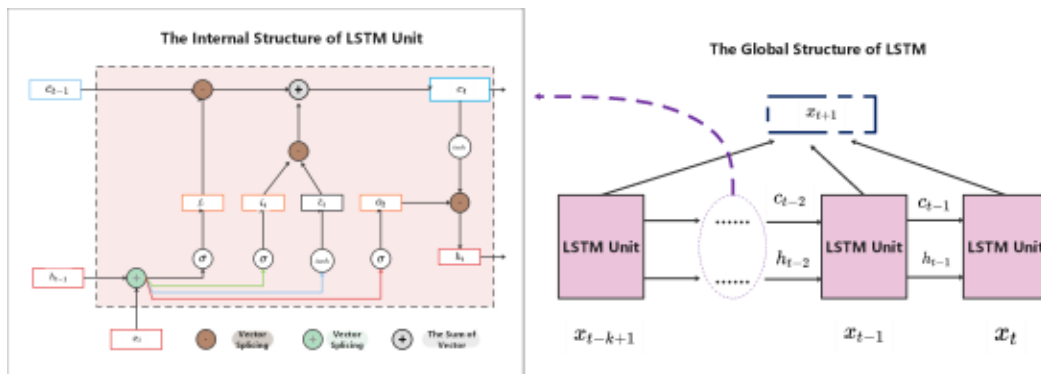 The Internal Structure of LSTM Unit
c_{t-1}
·
+
c_t
tanh
·
·
f_t
i_t
c̃_t
o_t
h_t
σ
σ
tanh
σ
h_{t-1}
+
x_t
· Vector Splicing
+ Vector Splicing
+ The Sum of Vector
The Global Structure of LSTM
x_{t+1}
LSTM Unit
......
......
c_{t-2}
h_{t-2}
LSTM Unit
c_{t-1}
h_{t-1}
LSTM Unit
x_{t-k+1}
x_{t-1}
x_t